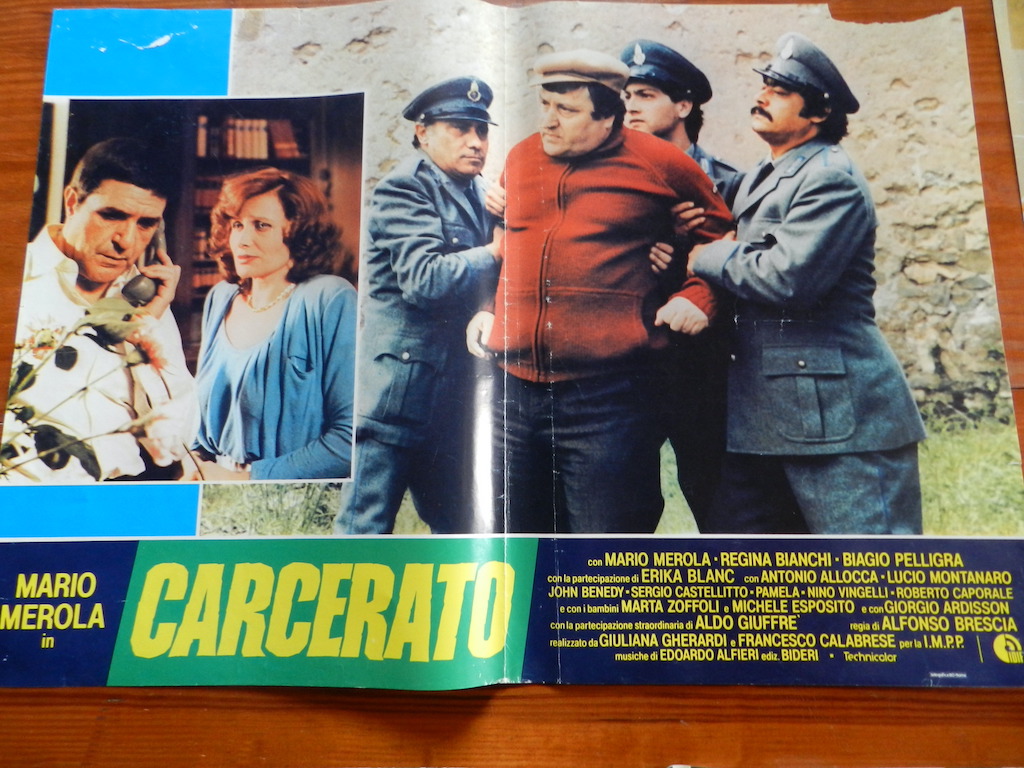 MARIO
MEROLA
in
CARCERATO
con MARIO MEROLA · REGINA BIANCHI · BIAGIO PELLIGRA
con la partecipazione di ERIKA BLANC con ANTONIO ALLOCCA · LUCIO MONTANARO
JOHN BENEDY · SERGIO CASTELLITTO · PAMELA · NINO VINGELLI · ROBERTO CAPORALE
e con i bambini MARTA ZOFFOLI e MICHELE ESPOSITO e con GIORGIO ARDISSON
con la partecipazione straordinaria di ALDO GIUFFRE' regia di ALFONSO BRESCIA
realizzato da GIULIANA GHERARDI e FRANCESCO CALABRESE per la I.M.P.P.
musiche di EDOARDO ALFIERI ediz. BIDERI · Technicolor